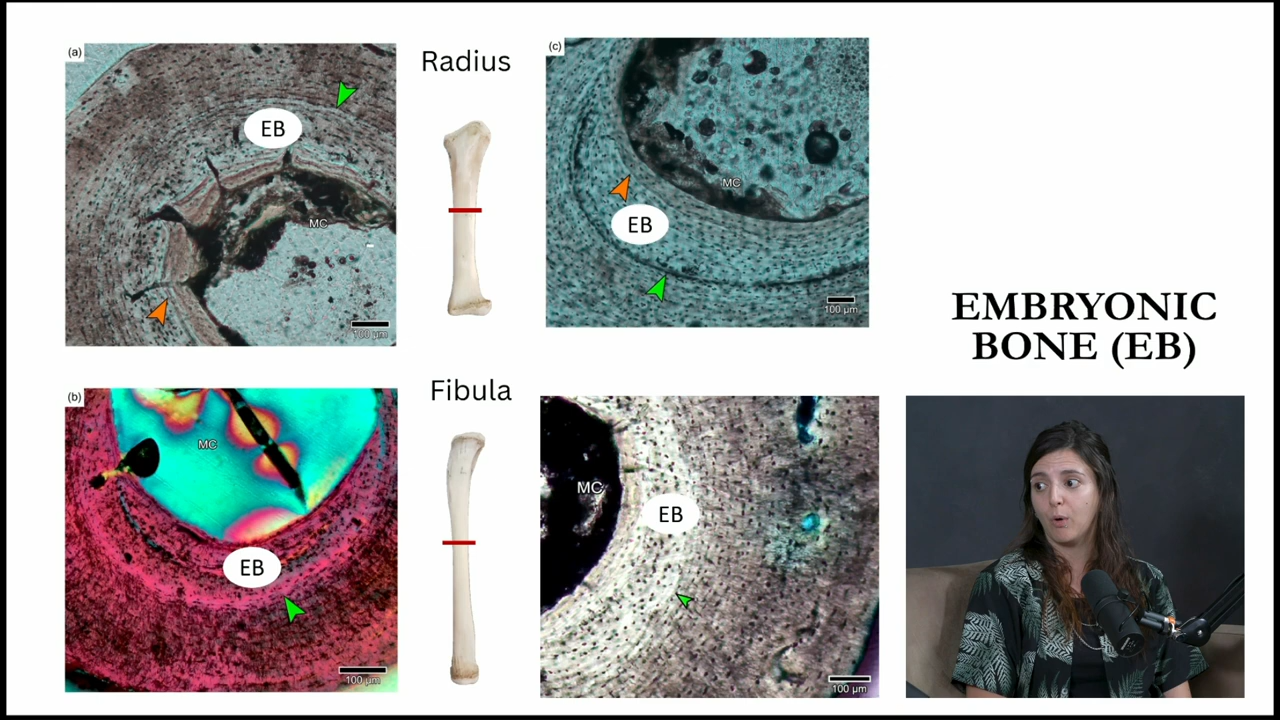 (a)
EB
MC
100 µm
Radius
(c)
MC
EB
100 µm
EMBRYONIC
BONE (EB)
(b)
MC
EB
100 µm
Fibula
MC
EB
100 µm